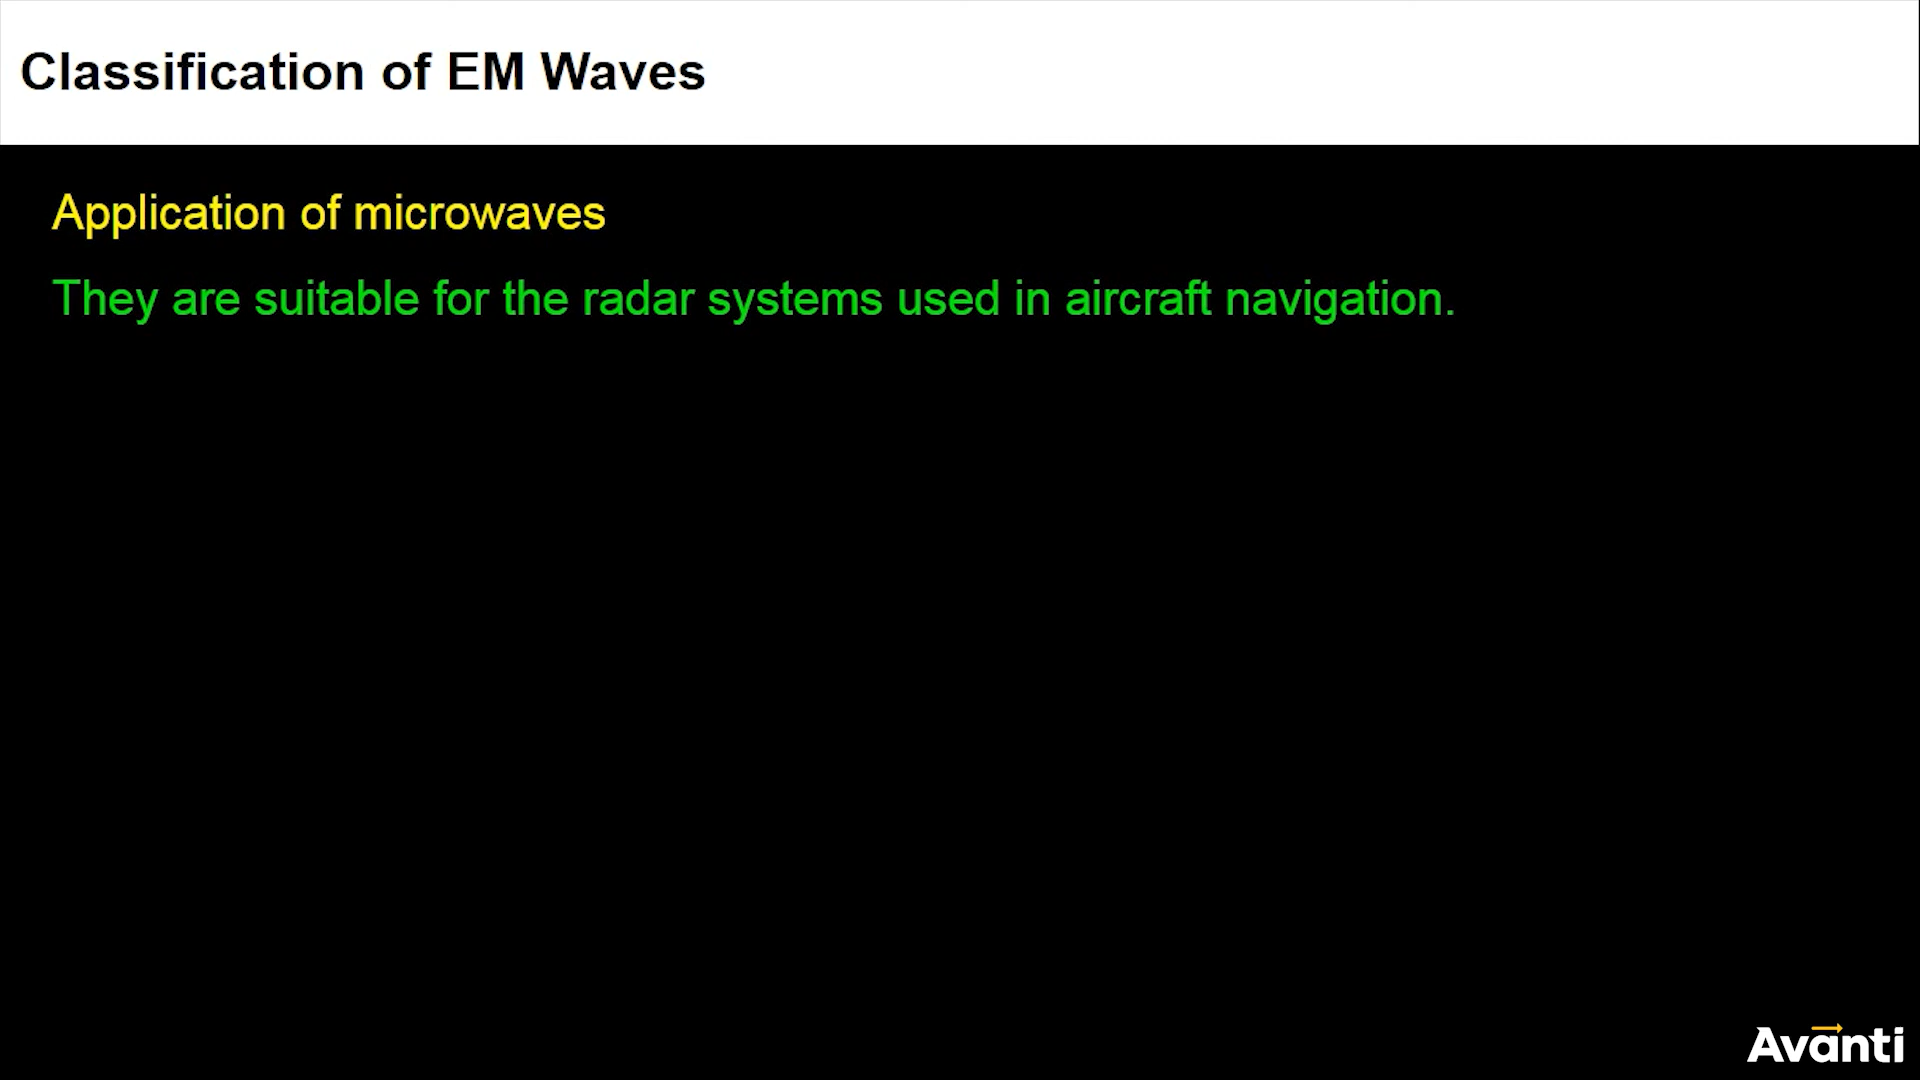 Classification of EM Waves
Application of microwaves
They are suitable for the radar systems used in aircraft navigation.
Avanti